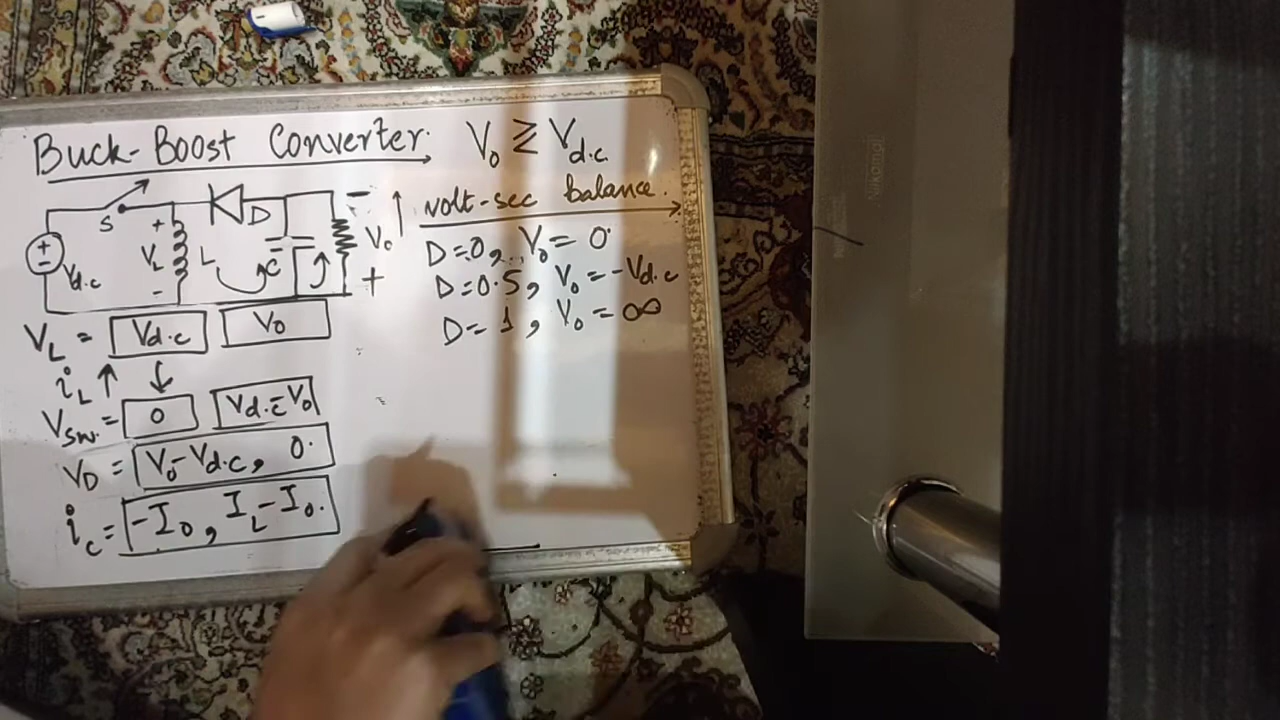 Buck-Boost Converter. V₀ ≷ Vd.c.
S
D
+
VL
-
L
C
V₀
-
+
+
-
Vd.c
VL = Vd.c V₀
iL ↑ ↓
Vsw. = 0 Vd.c-V₀
VD = V₀-Vd.c, 0.
ic = -I₀, IL-I₀.
volt-sec balance.
D=0, V₀= 0.
D=0.5, V₀=-Vd.c
D=1, V₀=∞